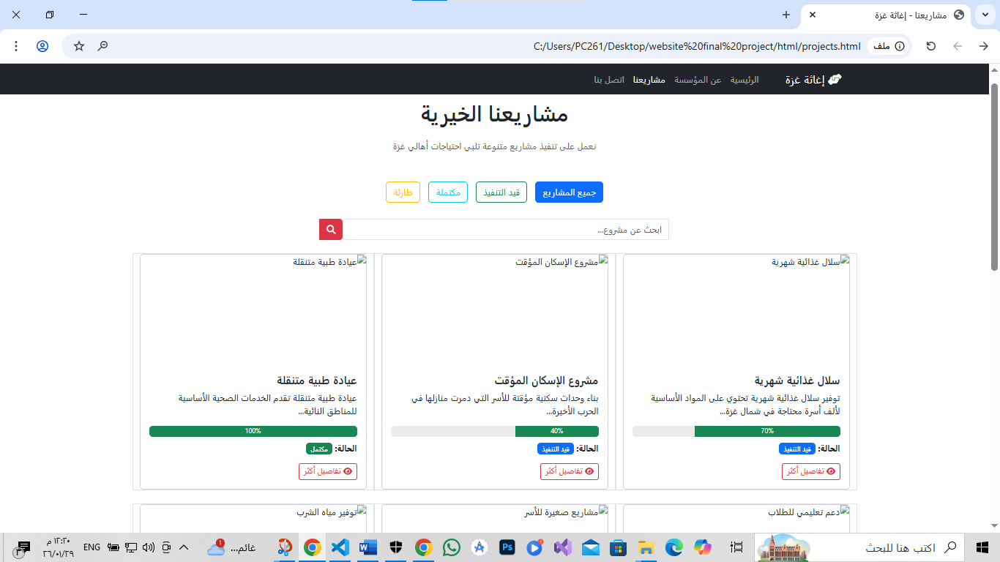 مشاريعنا - إغاثة غزة
ملف
C:/Users/PC261/Desktop/website%20final%20project/html/projects.html
إغاثة غزة
الرئيسية عن المؤسسة مشاريعنا اتصل بنا
مشاريعنا الخيرية
نعمل على تنفيذ مشاريع متنوعة تلبي احتياجات أهالي غزة
جميع المشاريع قيد التنفيذ مكتملة طارئة
ابحث عن مشروع...
سلال غذائية شهرية
سلال غذائية شهرية
توفير سلال غذائية شهرية تحتوي على المواد الأساسية
لألف أسرة محتاجة في شمال غزة...
70%
الحالة: قيد التنفيذ
تفاصيل أكثر
مشروع الإسكان المؤقت
مشروع الإسكان المؤقت
بناء وحدات سكنية مؤقتة للأسر التي دمرت منازلها في
الحرب الأخيرة...
40%
الحالة: قيد التنفيذ
تفاصيل أكثر
عيادة طبية متنقلة
عيادة طبية متنقلة
عيادة طبية متنقلة تقدم الخدمات الصحية الأساسية
للمناطق النائية...
100%
الحالة: مكتمل
تفاصيل أكثر
دعم تعليمي للطلاب
مشاريع صغيرة للأسر
توفير مياه الشرب
اكتب هنا للبحث
Ps
غائم...
١
ENG
١٢:٢٠ م
٢٦/٠١/٢٩
٣